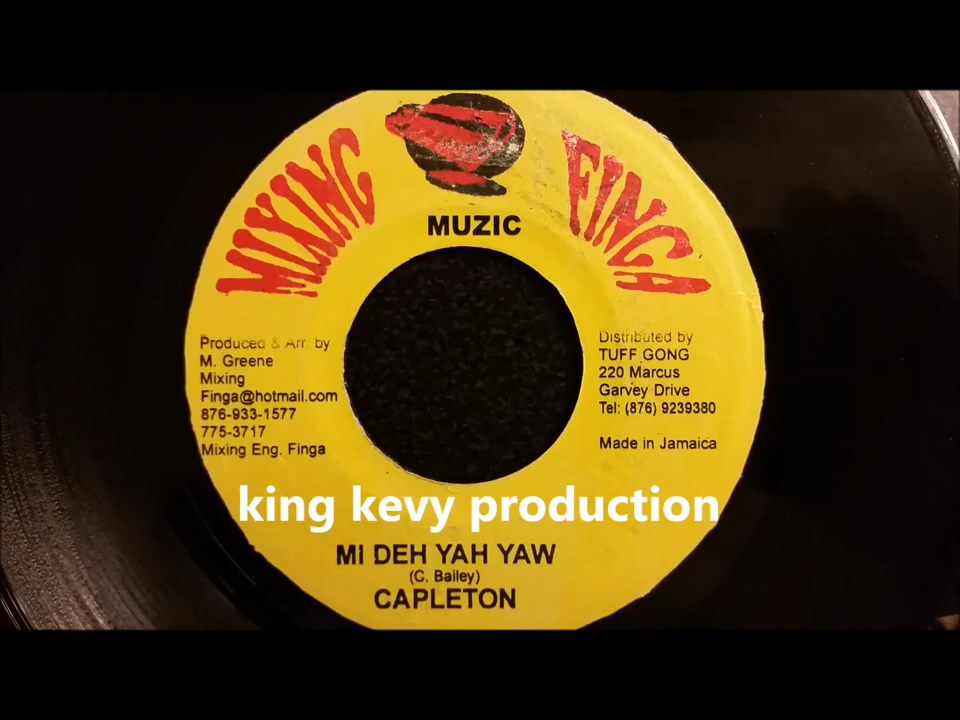 MIXING FINGA
MUZIC
Produced & Arr. by
M. Greene
Mixing
Finga@hotmail.com
876-933-1577
775-3717
Mixing Eng. Finga
Distributed by
TUFF GONG
220 Marcus
Garvey Drive
Tel: (876) 9239380
Made in Jamaica
king kevy production
MI DEH YAH YAW
(C. Bailey)
CAPLETON